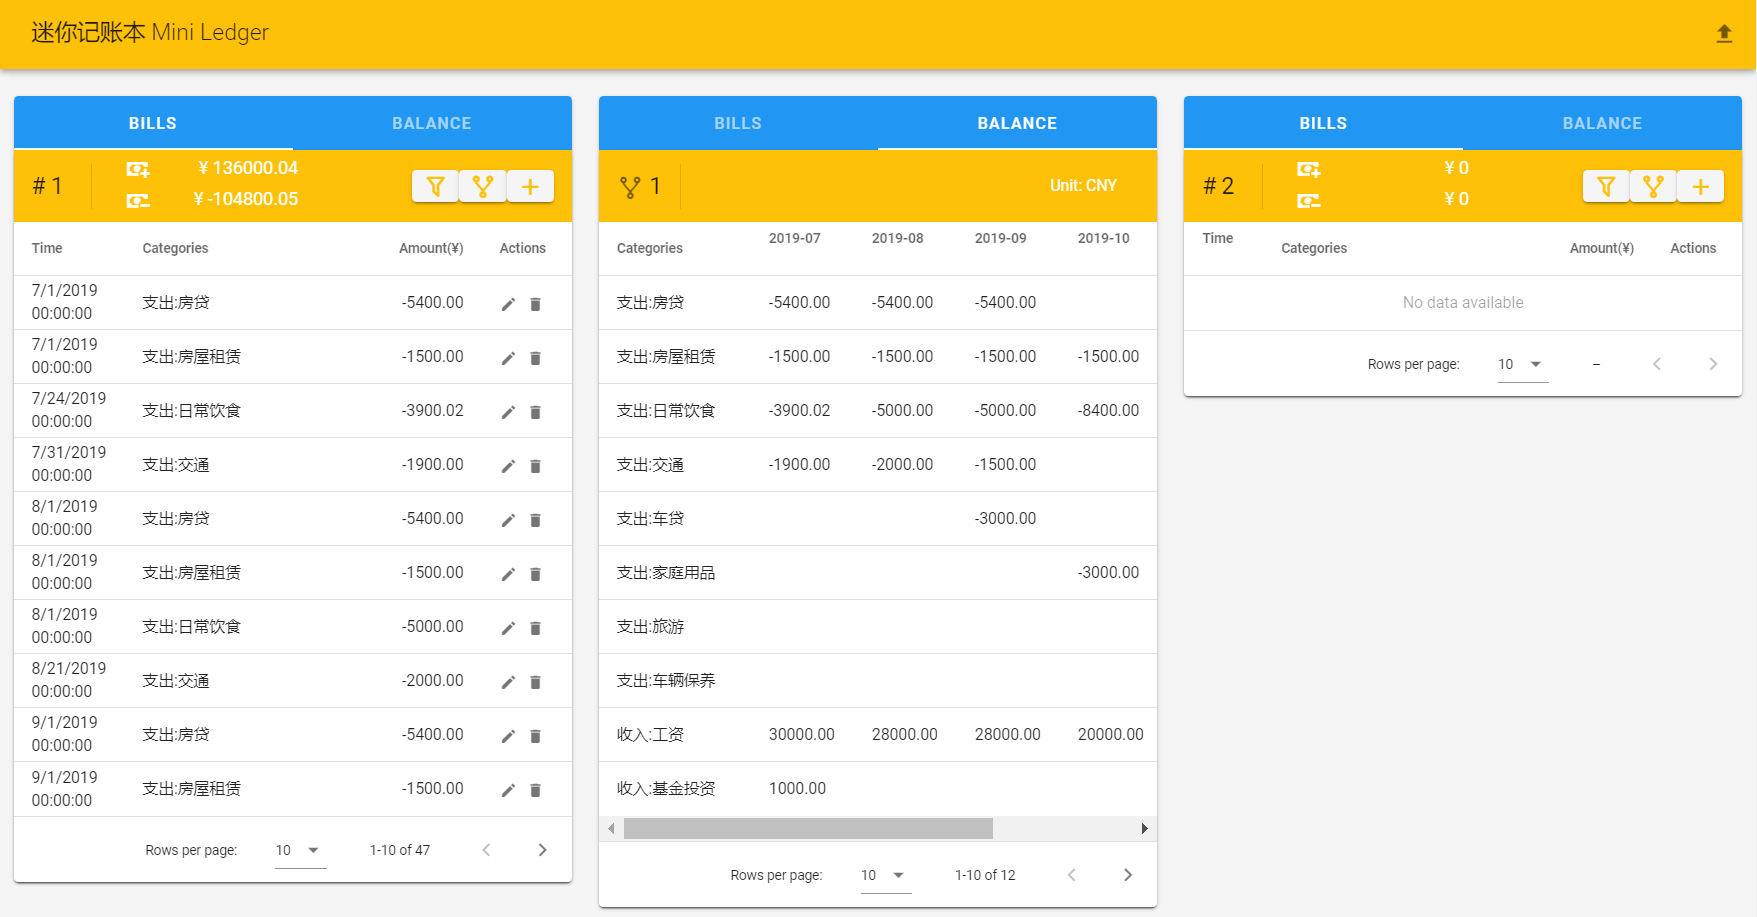 迷你记账本 Mini Ledger
BILLS BALANCE
# 1 ¥ 136000.04
¥ -104800.05
Time Categories Amount(¥) Actions
7/1/2019 00:00:00 支出:房贷 -5400.00
7/1/2019 00:00:00 支出:房屋租赁 -1500.00
7/24/2019 00:00:00 支出:日常饮食 -3900.02
7/31/2019 00:00:00 支出:交通 -1900.00
8/1/2019 00:00:00 支出:房贷 -5400.00
8/1/2019 00:00:00 支出:房屋租赁 -1500.00
8/1/2019 00:00:00 支出:日常饮食 -5000.00
8/21/2019 00:00:00 支出:交通 -2000.00
9/1/2019 00:00:00 支出:房贷 -5400.00
9/1/2019 00:00:00 支出:房屋租赁 -1500.00
Rows per page: 10 1-10 of 47
BILLS BALANCE
1 Unit: CNY
Categories 2019-07 2019-08 2019-09 2019-10
支出:房贷 -5400.00 -5400.00 -5400.00
支出:房屋租赁 -1500.00 -1500.00 -1500.00 -1500.00
支出:日常饮食 -3900.02 -5000.00 -5000.00 -8400.00
支出:交通 -1900.00 -2000.00 -1500.00
支出:车贷 -3000.00
支出:家庭用品 -3000.00
支出:旅游
支出:车辆保养
收入:工资 30000.00 28000.00 28000.00 20000.00
收入:基金投资 1000.00
Rows per page: 10 1-10 of 12
BILLS BALANCE
# 2 ¥ 0
¥ 0
Time Categories Amount(¥) Actions
No data available
Rows per page: 10 –